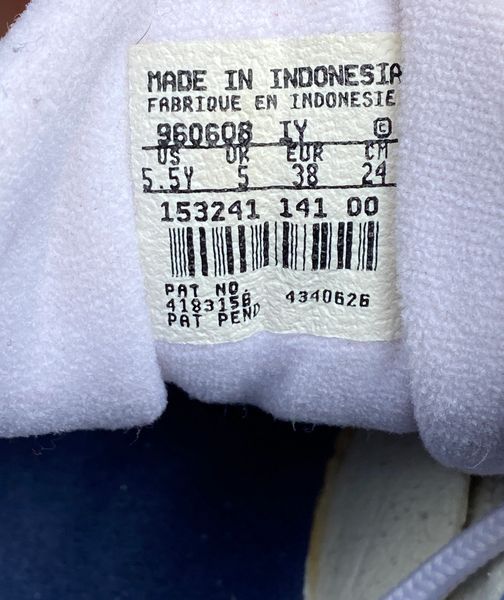 MADE IN INDONESIA
FABRIQUE EN INDONESIE
960608 IY ©
US UK EUR CM
5.5Y 5 38 24
153241 141 00
PAT NO.
4183156 4340626
PAT PEND